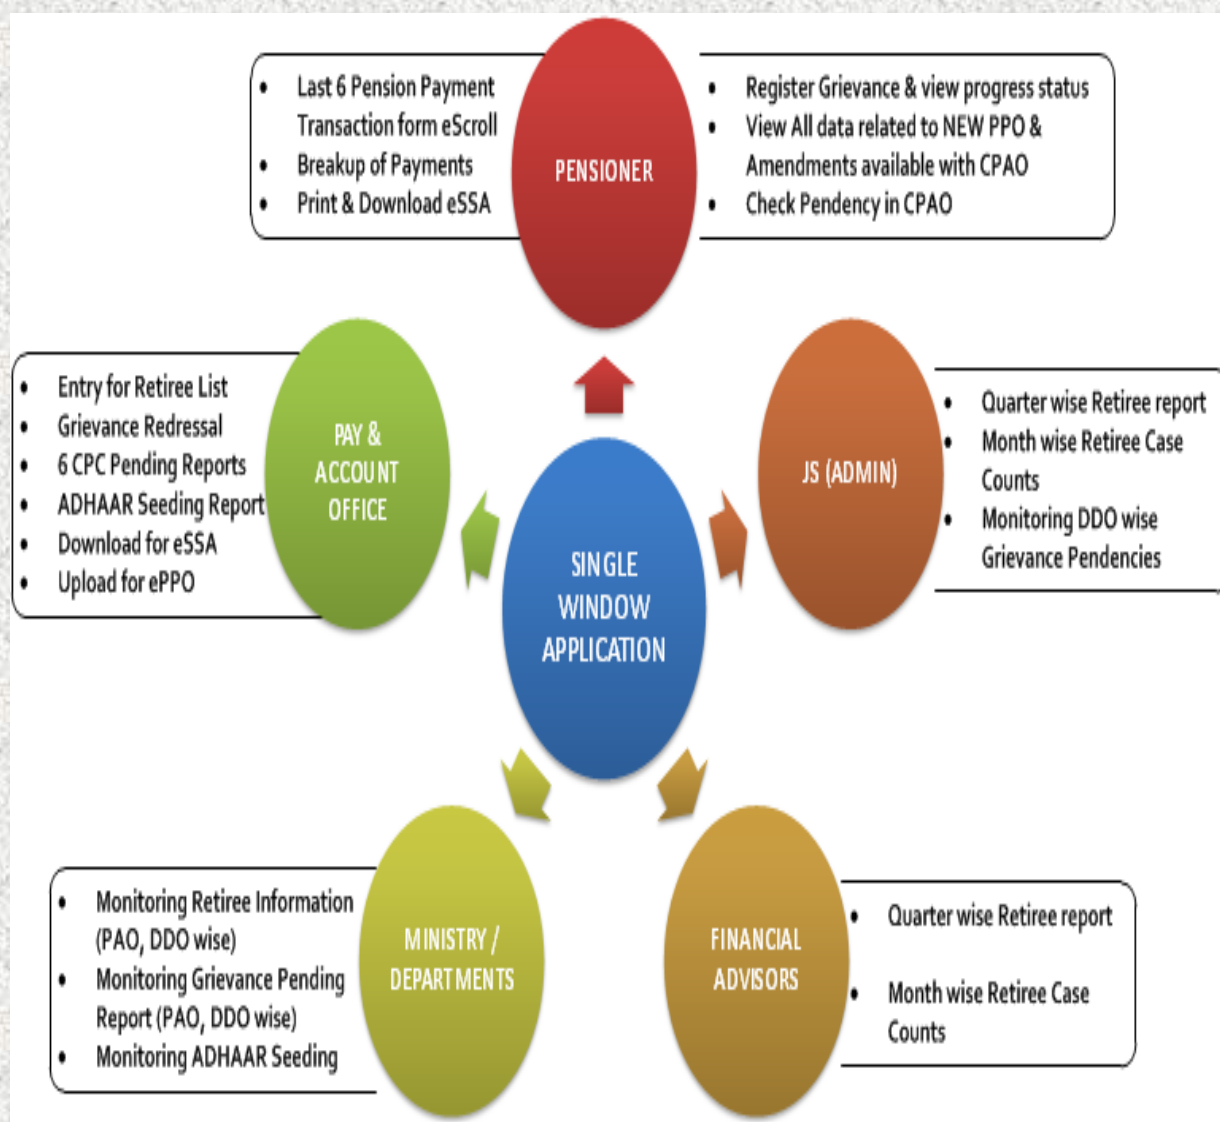 • Last 6 Pension Payment
Transaction form eScroll
• Breakup of Payments
• Print & Download eSSA
PENSIONER
• Register Grievance & view progress status
• View All data related to NEW PPO &
Amendments available with CPAO
• Check Pendency in CPAO
• Entry for Retiree List
• Grievance Redressal
• 6 CPC Pending Reports
• ADHAAR Seeding Report
• Download for eSSA
• Upload for ePPO
PAY &
ACCOUNT
OFFICE
JS (ADMIN)
• Quarter wise Retiree report
• Month wise Retiree Case
Counts
• Monitoring DDO wise
Grievance Pendencies
SINGLE
WINDOW
APPLICATION
• Monitoring Retiree Information
(PAO, DDO wise)
• Monitoring Grievance Pending
Report (PAO, DDO wise)
• Monitoring ADHAAR Seeding
MINISTRY /
DEPARTMENTS
FINANCIAL
ADVISORS
• Quarter wise Retiree report
• Month wise Retiree Case
Counts